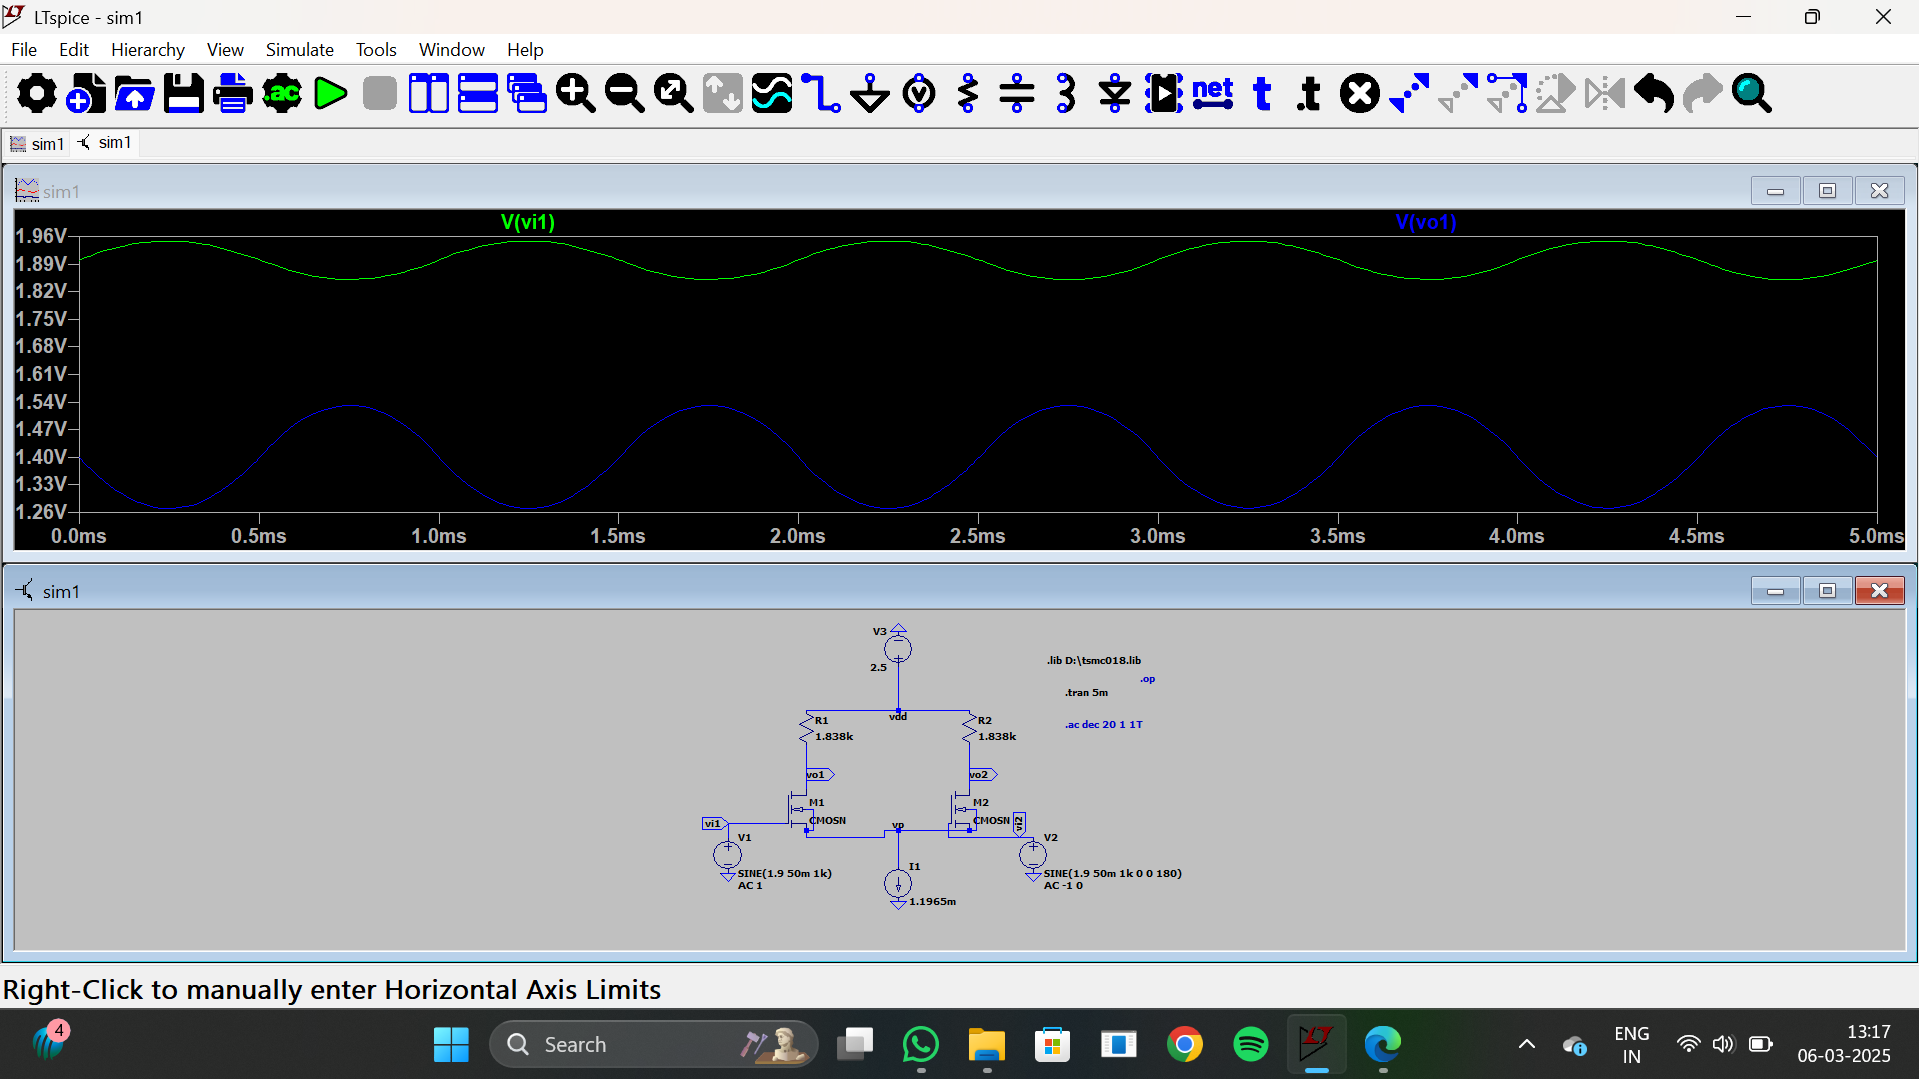 LTspice - sim1
File Edit Hierarchy View Simulate Tools Window Help
.ac net t .t
sim1 sim1
sim1
V(vi1) V(vo1)
1.96V
1.89V
1.82V
1.75V
1.68V
1.61V
1.54V
1.47V
1.40V
1.33V
1.26V
0.0ms 0.5ms 1.0ms 1.5ms 2.0ms 2.5ms 3.0ms 3.5ms 4.0ms 4.5ms 5.0ms
sim1
V3
2.5
.lib D:\tsmc018.lib
.op
.tran 5m
.ac dec 20 1 1T
vdd
R1
1.838k
R2
1.838k
vo1
vo2
M1
CMOSN
M2
CMOSN
vi1
vp
vi2
V1
SINE(1.9 50m 1k)
AC 1
V2
SINE(1.9 50m 1k 0 0 180)
AC -1 0
I1
1.1965m
Right-Click to manually enter Horizontal Axis Limits
4
Search
LT
ENG
IN
13:17
06-03-2025